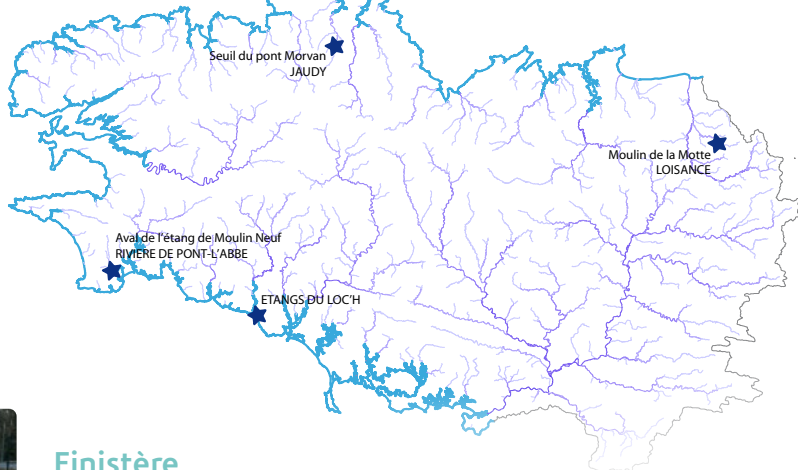 Seuil du pont Morvan
JAUDY
Moulin de la Motte
LOISANCE
Aval de l'étang de Moulin Neuf
RIVIERE DE PONT-L'ABBE
ETANGS DU LOC'H
Finistère